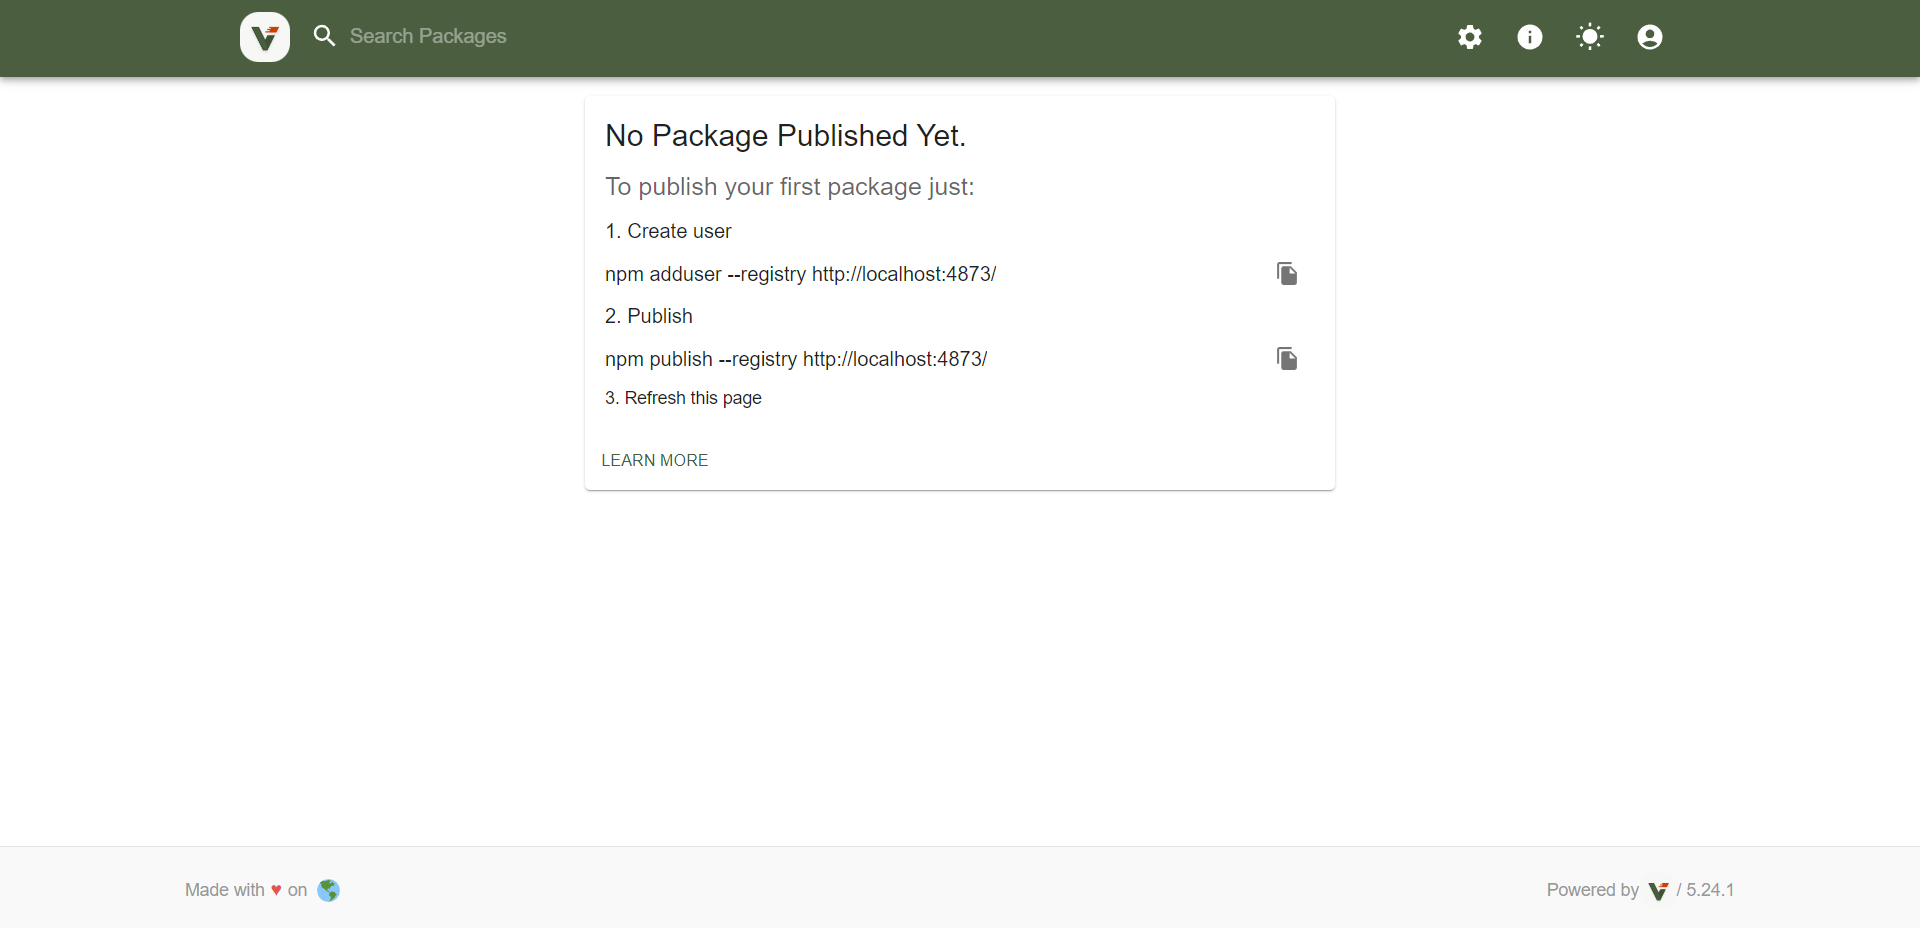 Search Packages
No Package Published Yet.
To publish your first package just:
1. Create user
npm adduser --registry http://localhost:4873/
2. Publish
npm publish --registry http://localhost:4873/
3. Refresh this page
LEARN MORE
Made with ♥ on
Powered by / 5.24.1